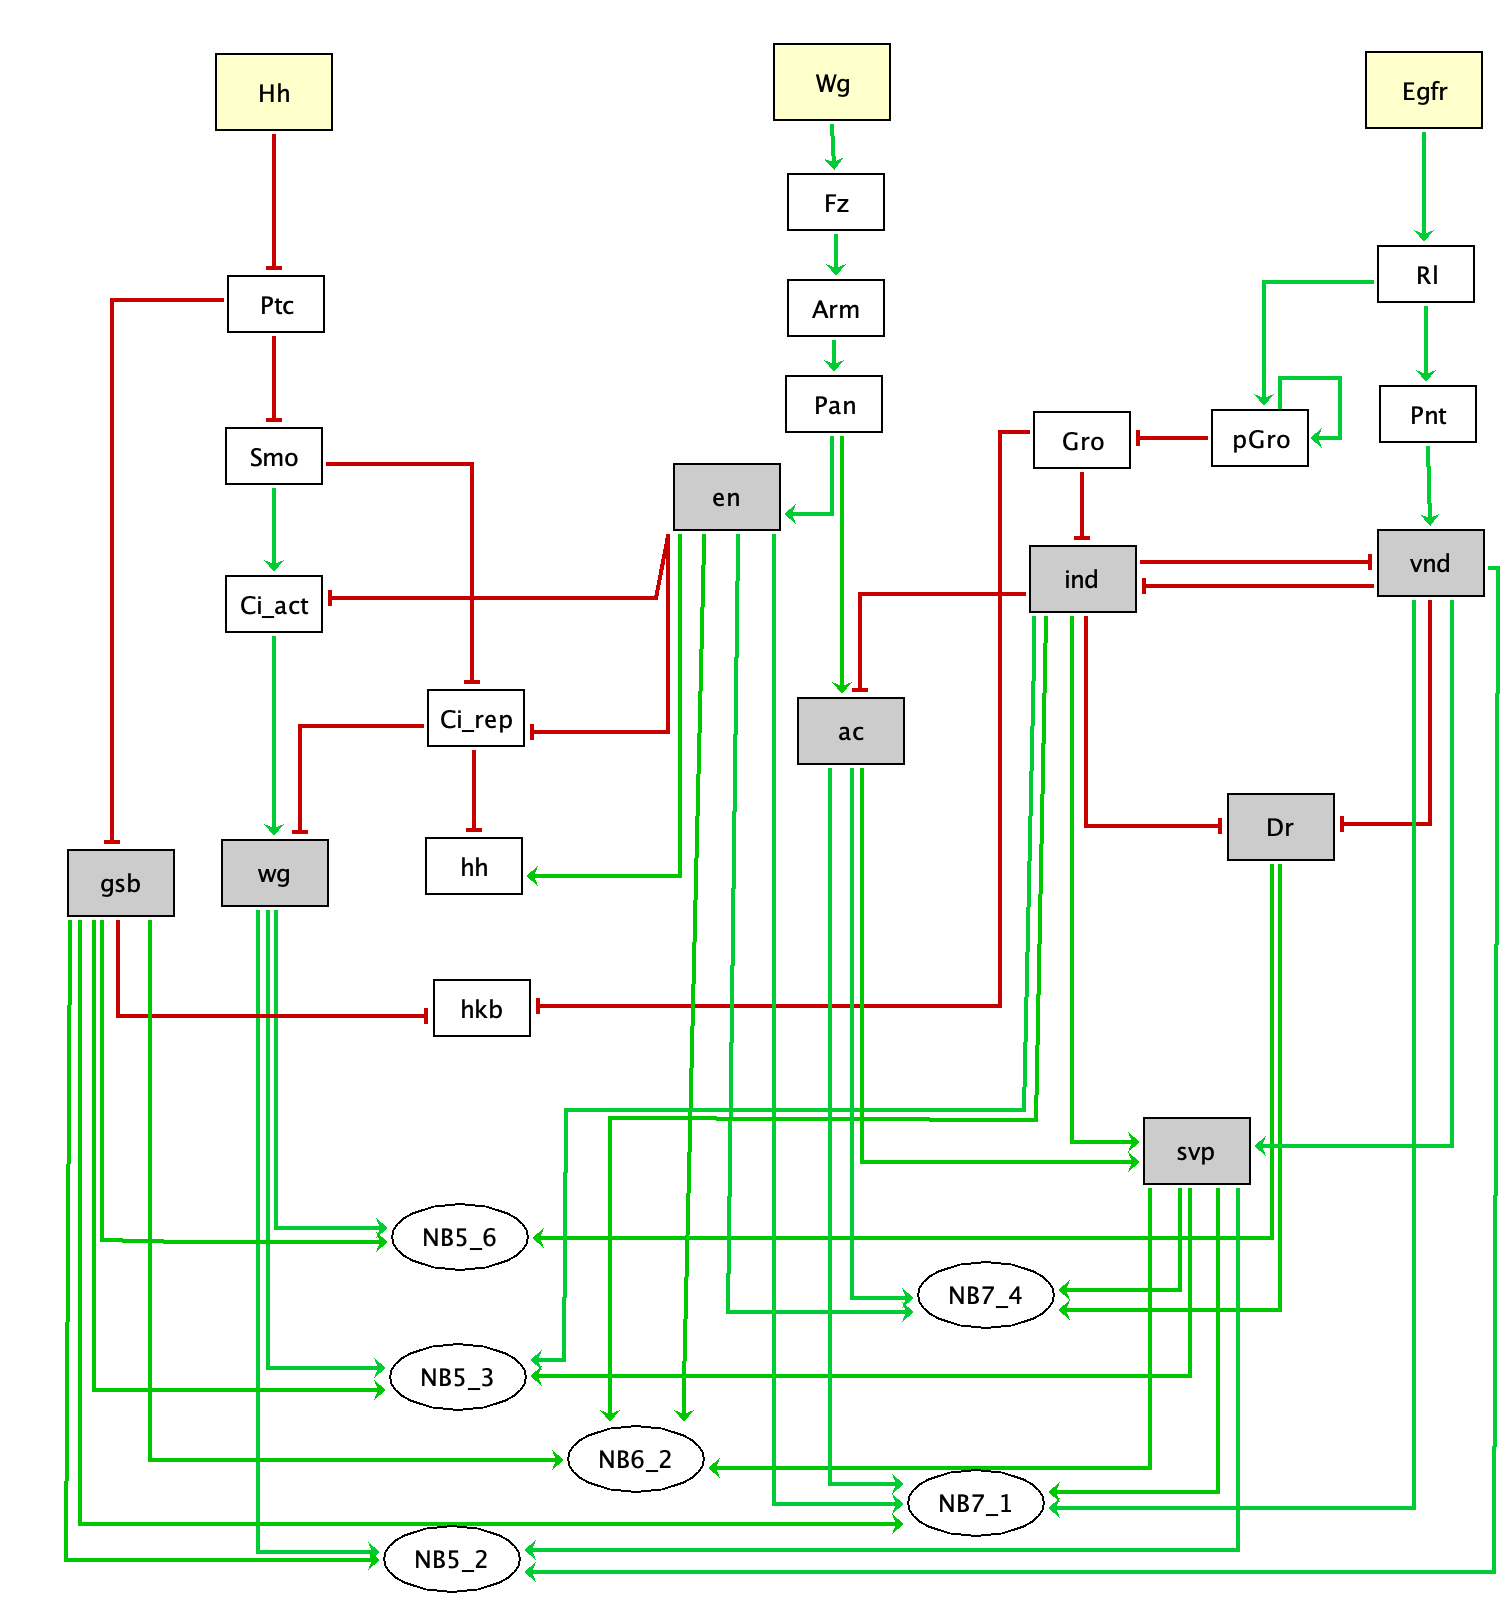 Hh
Wg
Egfr
Fz
Rl
Ptc
Arm
Pan
Pnt
Gro
pGro
Smo
en
vnd
ind
Ci_act
Ci_rep
ac
Dr
hh
wg
gsb
hkb
svp
NB5_6
NB7_4
NB5_3
NB6_2
NB7_1
NB5_2